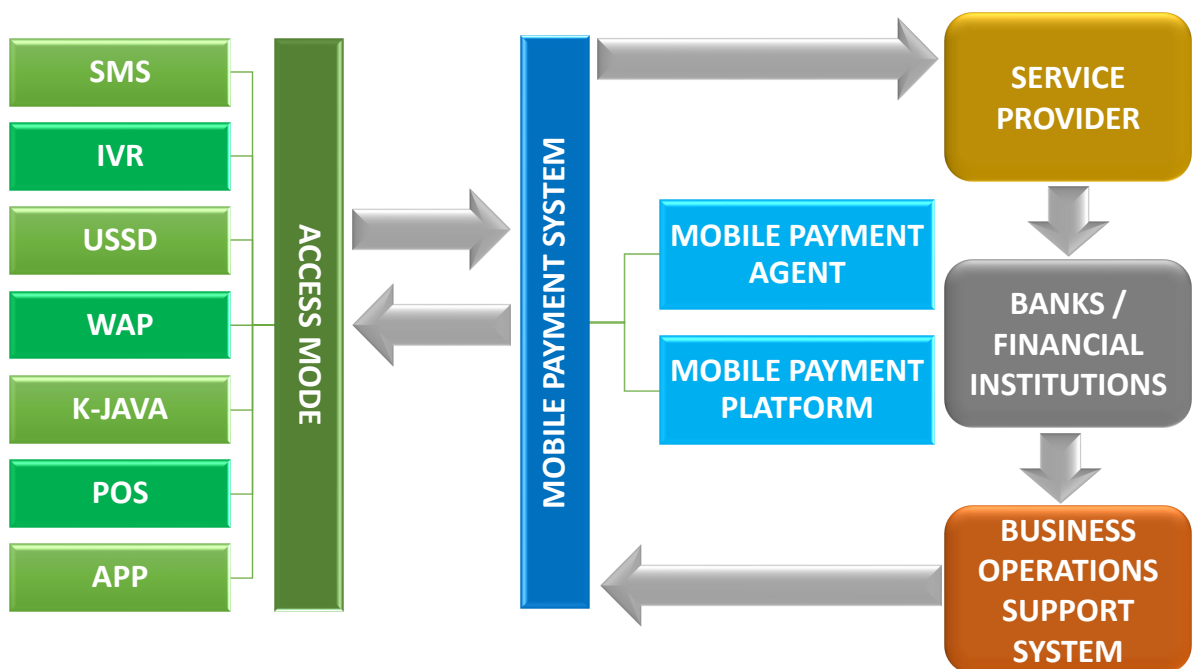 SMS
IVR
USSD
WAP
K-JAVA
POS
APP
ACCESS MODE
MOBILE PAYMENT SYSTEM
MOBILE PAYMENT
AGENT
MOBILE PAYMENT
PLATFORM
SERVICE
PROVIDER
BANKS /
FINANCIAL
INSTITUTIONS
BUSINESS
OPERATIONS
SUPPORT
SYSTEM